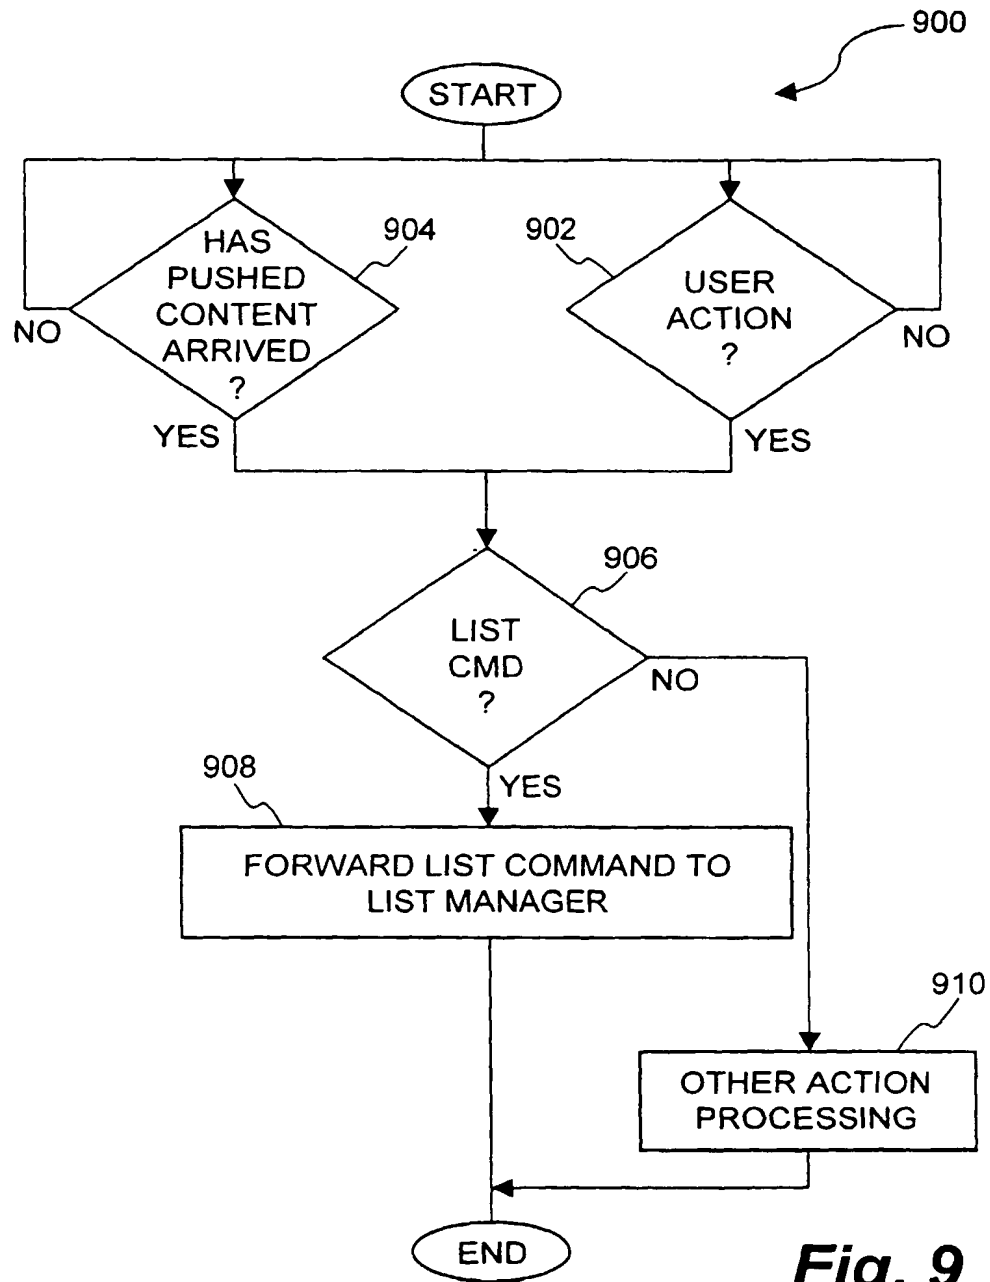 900
START
904
902
HAS
PUSHED
CONTENT
ARRIVED
?
USER
ACTION
?
NO
NO
YES
YES
906
LIST
CMD
?
NO
YES
908
FORWARD LIST COMMAND TO
LIST MANAGER
910
OTHER ACTION
PROCESSING
END
Fig. 9